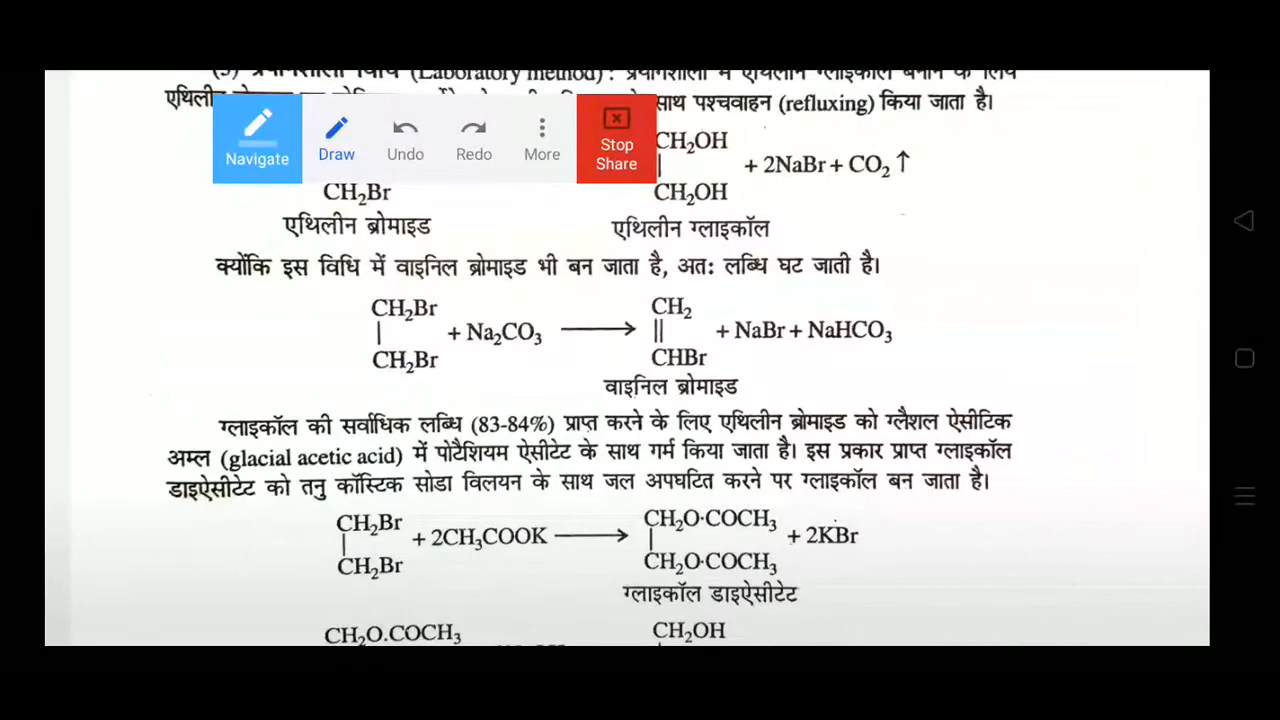 (Laboratory method) : प्रयोगशाला में एथिलीन ग्लाइकॉल बनाने के लिये
एथिलीन
साथ पश्चवाहन (refluxing) किया जाता है।
Navigate
Draw
Undo
Redo
More
Stop
Share
CH₂OH
|
CH₂OH
+ 2NaBr + CO₂ ↑
CH₂Br
एथिलीन ब्रोमाइड
एथिलीन ग्लाइकॉल
क्योंकि इस विधि में वाइनिल ब्रोमाइड भी बन जाता है, अतः लब्धि घट जाती है।
CH₂Br
|
CH₂Br
+ Na₂CO₃ ⟶
CH₂
||
CHBr
+ NaBr + NaHCO₃
वाइनिल ब्रोमाइड
ग्लाइकॉल की सर्वाधिक लब्धि (83-84%) प्राप्त करने के लिए एथिलीन ब्रोमाइड को ग्लैशल ऐसीटिक
अम्ल (glacial acetic acid) में पोटैशियम ऐसीटेट के साथ गर्म किया जाता है। इस प्रकार प्राप्त ग्लाइकॉल
डाइऐसीटेट को तनु कॉस्टिक सोडा विलयन के साथ जल अपघटित करने पर ग्लाइकॉल बन जाता है।
CH₂Br
|
CH₂Br
+ 2CH₃COOK ⟶
CH₂O·COCH₃
|
CH₂O·COCH₃
+ 2KBr
ग्लाइकॉल डाइऐसीटेट
CH₂O.COCH₃
CH₂OH